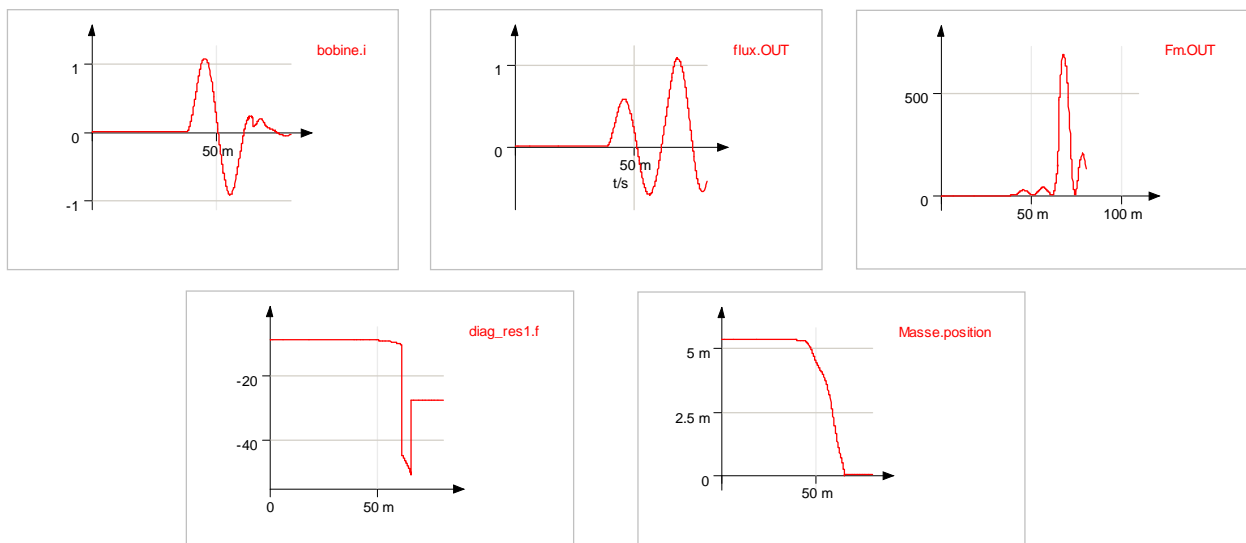 bobine.i
1
0
-1
50 m
flux.OUT
1
0
50 m
t/s
Fm.OUT
500
0
50 m
100 m
diag_res1.f
-20
-40
0
50 m
Masse.position
5 m
2.5 m
0
50 m